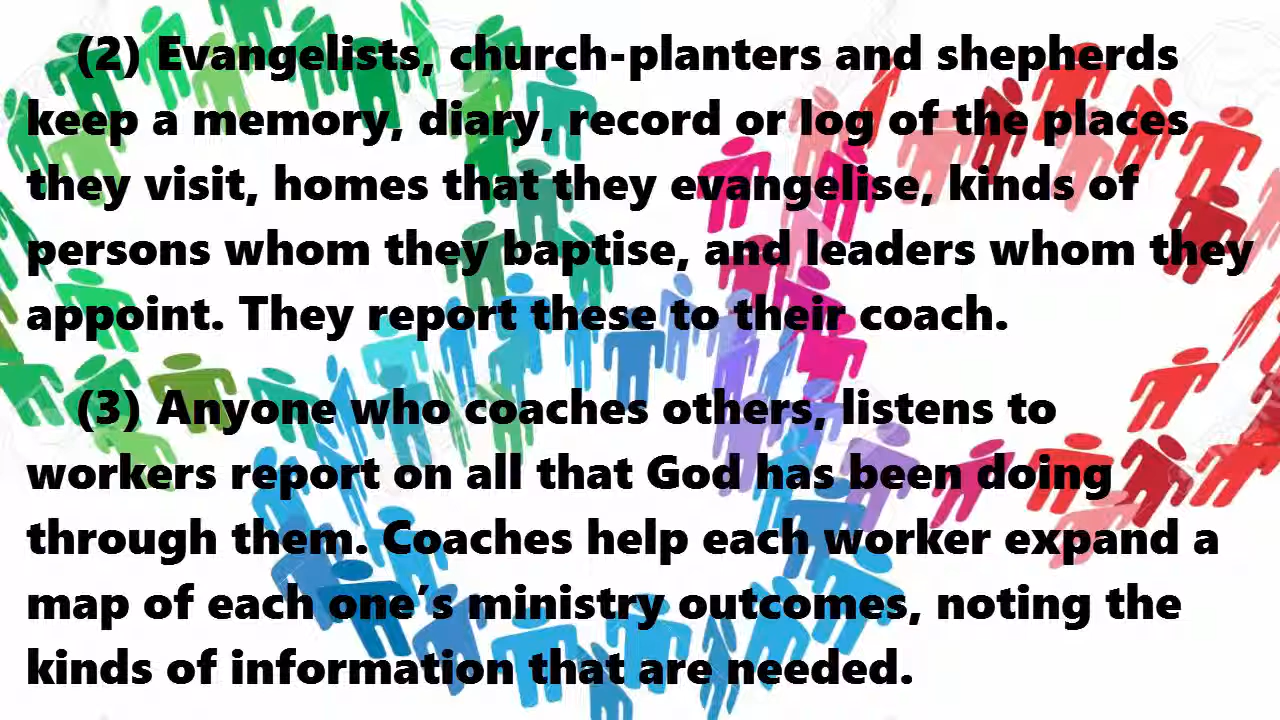 (2) Evangelists, church-planters and shepherds
keep a memory, diary, record or log of the places
they visit, homes that they evangelise, kinds of
persons whom they baptise, and leaders whom they
appoint. They report these to their coach.
(3) Anyone who coaches others, listens to
workers report on all that God has been doing
through them. Coaches help each worker expand a
map of each one’s ministry outcomes, noting the
kinds of information that are needed.